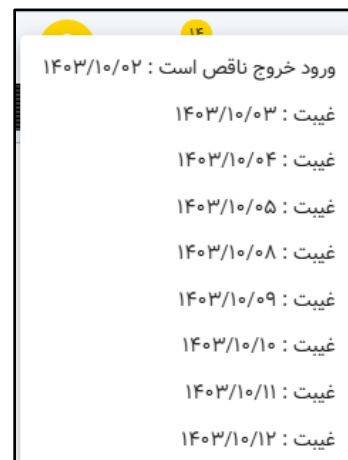 ۱۴
ورود خروج ناقص است : ۱۴۰۳/۱۰/۰۲
غیبت : ۱۴۰۳/۱۰/۰۳
غیبت : ۱۴۰۳/۱۰/۰۴
غیبت : ۱۴۰۳/۱۰/۰۵
غیبت : ۱۴۰۳/۱۰/۰۸
غیبت : ۱۴۰۳/۱۰/۰۹
غیبت : ۱۴۰۳/۱۰/۱۰
غیبت : ۱۴۰۳/۱۰/۱۱
غیبت : ۱۴۰۳/۱۰/۱۲